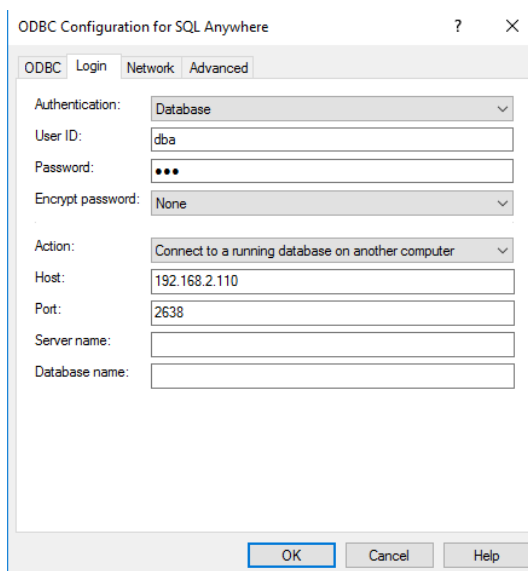 ODBC Configuration for SQL Anywhere ? ×
ODBC Login Network Advanced
Authentication: Database
User ID: dba
Password: •••
Encrypt password: None
Action: Connect to a running database on another computer
Host: 192.168.2.110
Port: 2638
Server name:
Database name:
OK Cancel Help